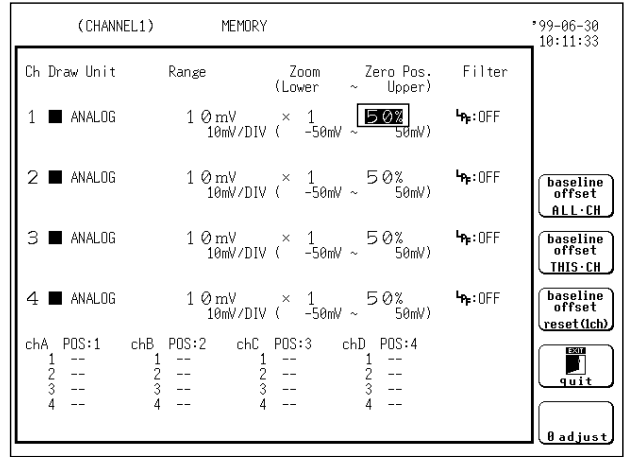 (CHANNEL1) MEMORY '99-06-30
10:11:33
Ch Draw Unit Range Zoom Zero Pos. Filter
(Lower ~ Upper)
1 ■ ANALOG 10mV × 1 50% LPF:OFF
10mV/DIV ( -50mV ~ 50mV)
2 ■ ANALOG 10mV × 1 50% LPF:OFF
10mV/DIV ( -50mV ~ 50mV)
3 ■ ANALOG 10mV × 1 50% LPF:OFF
10mV/DIV ( -50mV ~ 50mV)
4 ■ ANALOG 10mV × 1 50% LPF:OFF
10mV/DIV ( -50mV ~ 50mV)
chA POS:1 chB POS:2 chC POS:3 chD POS:4
1 -- 1 -- 1 -- 1 --
2 -- 2 -- 2 -- 2 --
3 -- 3 -- 3 -- 3 --
4 -- 4 -- 4 -- 4 --
baseline
offset
ALL·CH
baseline
offset
THIS·CH
baseline
offset
reset(1ch)
EXIT
quit
0 adjust